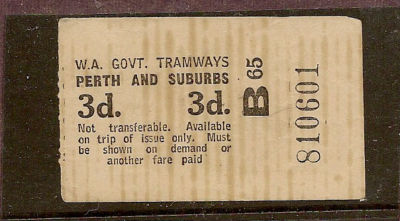 W.A. GOVT. TRAMWAYS
PERTH AND SUBURBS
3d. 3d.
Not transferable. Available
on trip of issue only. Must
be shown on demand or
another fare paid
B 65
810601